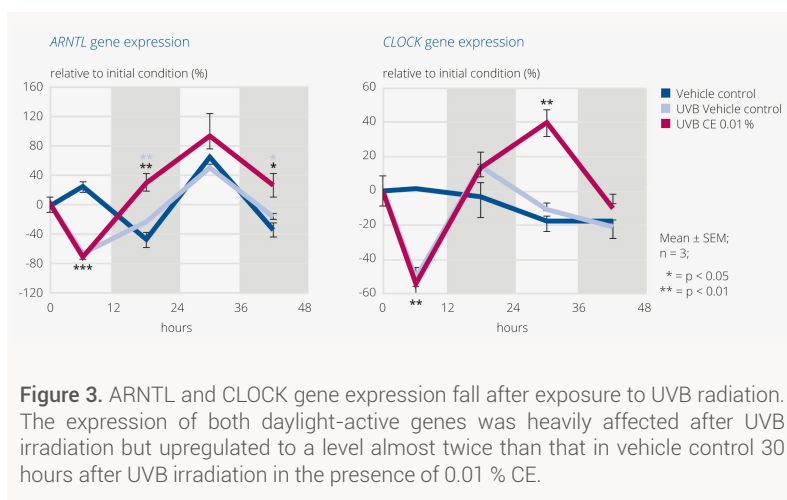 ARNTL gene expression
relative to initial condition (%)
160
120
80
40
0
-40
-80
-120
**
**
*
*
***
0 12 24 36 48
hours
CLOCK gene expression
relative to initial condition (%)
60
40
20
0
-20
-40
-60
**
**
0 12 24 36 48
hours
Vehicle control
UVB Vehicle control
UVB CE 0.01 %
Mean ± SEM;
n = 3;
* = p < 0.05
** = p < 0.01
Figure 3. ARNTL and CLOCK gene expression fall after exposure to UVB radiation.
The expression of both daylight-active genes was heavily affected after UVB
irradiation but upregulated to a level almost twice than that in vehicle control 30
hours after UVB irradiation in the presence of 0.01 % CE.